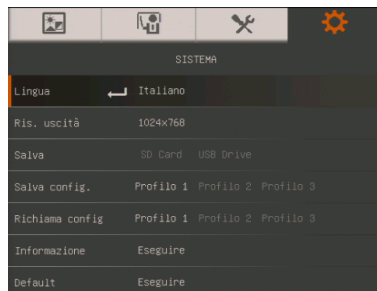 SISTEMA
Lingua Italiano
Ris. uscità 1024x768
Salva SD Card USB Drive
Salva config. Profilo 1 Profilo 2 Profilo 3
Richiama config Profilo 1 Profilo 2 Profilo 3
Informazione Eseguire
Default Eseguire